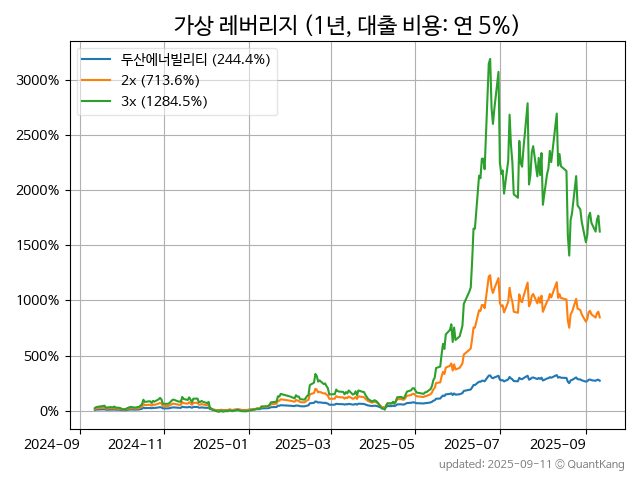 가상 레버리지 (1년, 대출 비용: 연 5%)
두산에너빌리티 (244.4%)
2x (713.6%)
3x (1284.5%)
3000%
2500%
2000%
1500%
1000%
500%
0%
2024-09 2024-11 2025-01 2025-03 2025-05 2025-07 2025-09
updated: 2025-09-11 © QuantKang